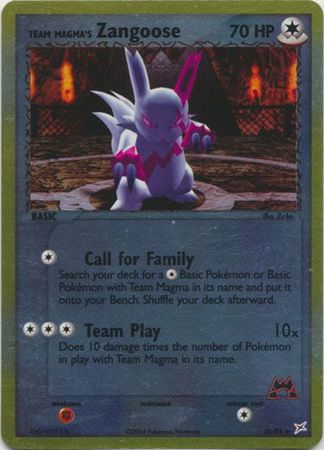 TEAM MAGMA'S Zangoose 70 HP
BASIC
Illus. Zu-ka
Call for Family
Search your deck for a Basic Pokémon or Basic
Pokémon with Team Magma in its name and put it
onto your Bench. Shuffle your deck afterward.
Team Play 10x
Does 10 damage times the number of Pokémon
in play with Team Magma in its name.
weakness resistance retreat cost
©2004 Pokémon/Nintendo